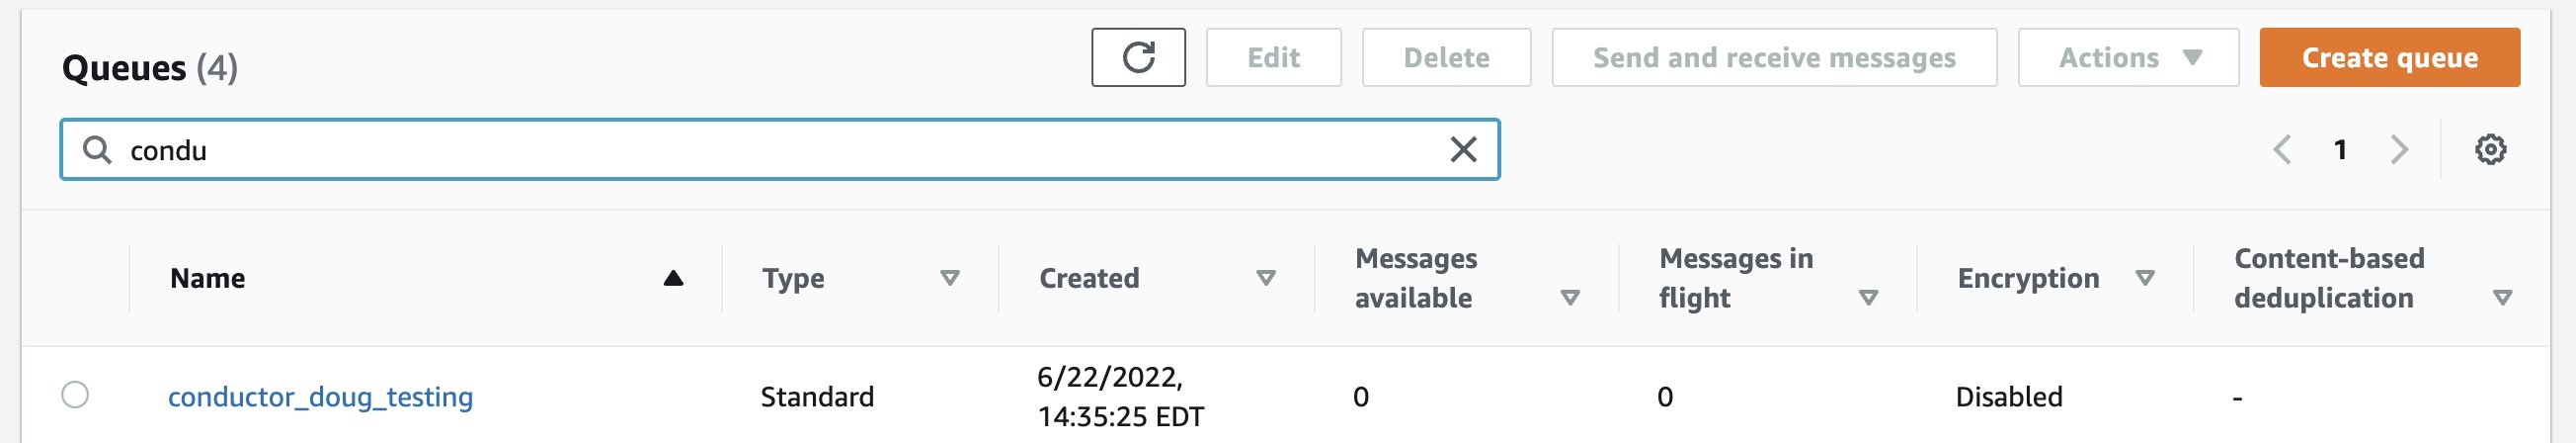 Queues (4)
Edit
Delete
Send and receive messages
Actions
Create queue
condu
1
Name
Type
Created
Messages
available
Messages in
flight
Encryption
Content-based
deduplication
conductor_doug_testing
Standard
6/22/2022,
14:35:25 EDT
0
0
Disabled
-